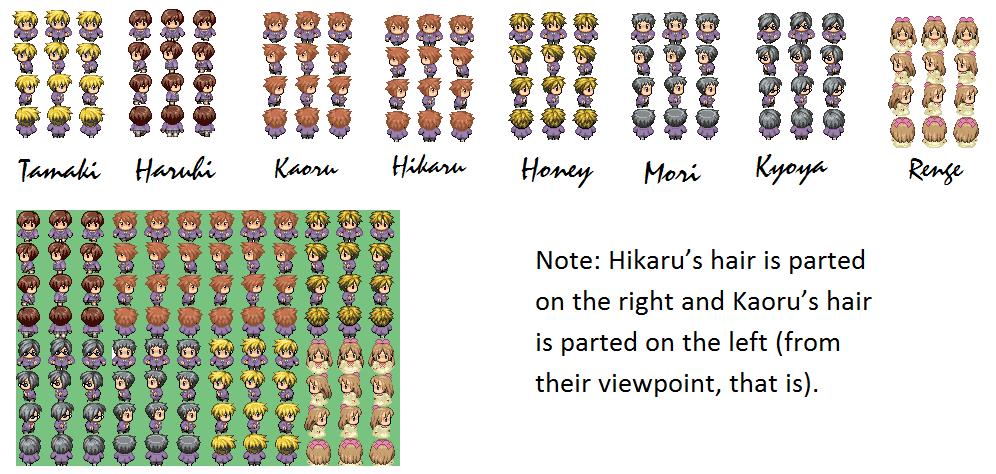 Tamaki Haruhi Kaoru Hikaru Honey Mori Kyoya Renge
Note: Hikaru’s hair is parted
on the right and Kaoru’s hair
is parted on the left (from
their viewpoint, that is).